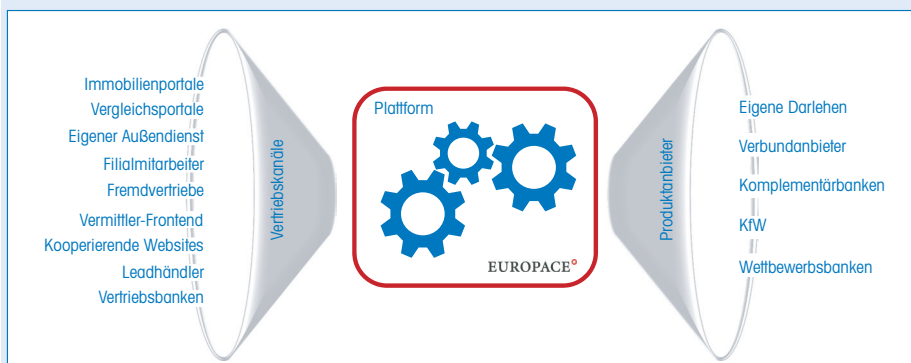 Immobilienportale
Vergleichsportale
Eigener Außendienst
Filialmitarbeiter
Fremdvertriebe
Vermittler-Frontend
Kooperierende Websites
Leadhändler
Vertriebsbanken
Vertriebskanäle
Plattform
EUROPACE
Produktanbieter
Eigene Darlehen
Verbundanbieter
Komplementärbanken
KfW
Wettbewerbsbanken